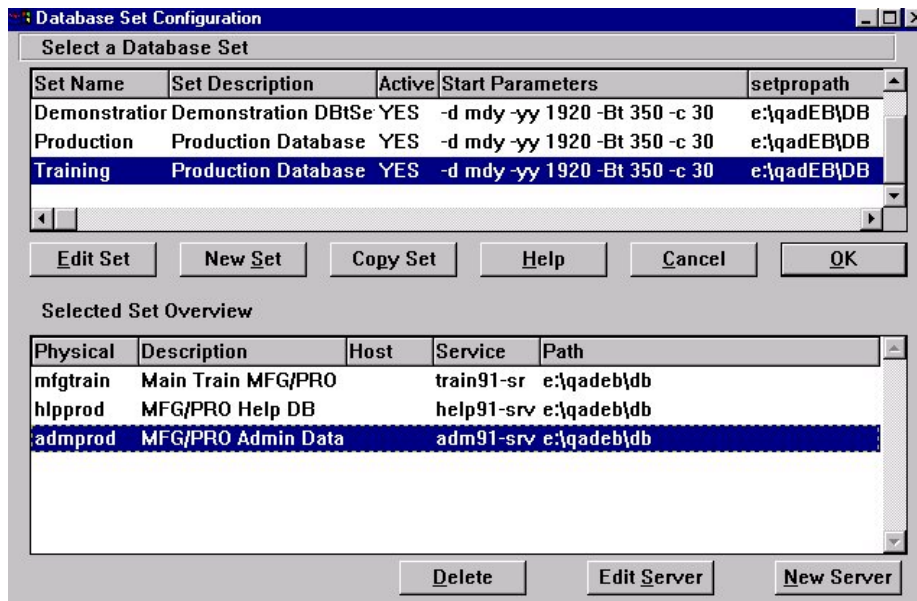 Database Set Configuration
Select a Database Set
Set Name Set Description Active Start Parameters setpropath
Demonstration Demonstration DBtSe YES -d mdy -yy 1920 -Bt 350 -c 30 e:\qadEB\DB
Production Production Database YES -d mdy -yy 1920 -Bt 350 -c 30 e:\qadEB\DB
Training Production Database YES -d mdy -yy 1920 -Bt 350 -c 30 e:\qadEB\DB
Edit Set New Set Copy Set Help Cancel OK
Selected Set Overview
Physical Description Host Service Path
mfgtrain Main Train MFG/PRO train91-sr e:\qadeb\db
hlpprod MFG/PRO Help DB help91-srv e:\qadeb\db
admprod MFG/PRO Admin Data adm91-srv e:\qadeb\db
Delete Edit Server New Server